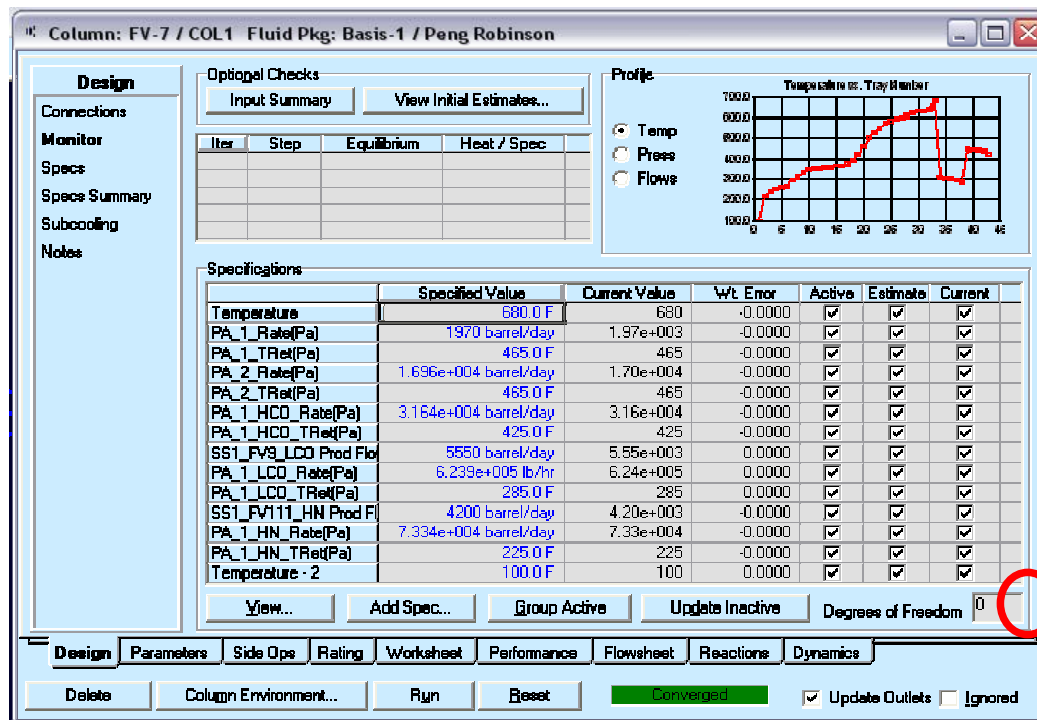 Column: FV-7 / COL1 Fluid Pkg: Basis-1 / Peng Robinson
Design
Connections
Monitor
Specs
Specs Summary
Subcooling
Notes
Optional Checks
Input Summary View Initial Estimates...
Iter Step Equilibrium Heat / Spec
Profile
Temp
Press
Flows
Temperature vs. Tray Number
700.0
600.0
500.0
400.0
300.0
200.0
100.0
0 5 10 15 20 25 30 35 40 45
Specifications
Specified Value Current Value Wt. Error Active Estimate Current
Temperature 680.0 F 680 -0.0000
PA_1_Rate(Pa) 1970 barrel/day 1.97e+003 -0.0000
PA_1_TRet(Pa) 465.0 F 465 -0.0000
PA_2_Rate(Pa) 1.696e+004 barrel/day 1.70e+004 -0.0000
PA_2_TRet(Pa) 465.0 F 465 -0.0000
PA_1_HCO_Rate(Pa) 3.164e+004 barrel/day 3.16e+004 -0.0000
PA_1_HCO_TRet(Pa) 425.0 F 425 -0.0000
SS1_FV9_LCO Prod Flo 5550 barrel/day 5.55e+003 0.0000
PA_1_LCO_Rate(Pa) 6.239e+005 lb/hr 6.24e+005 0.0000
PA_1_LCO_TRet(Pa) 285.0 F 285 0.0000
SS1_FV111_HN Prod Fl 4200 barrel/day 4.20e+003 -0.0000
PA_1_HN_Rate(Pa) 7.334e+004 barrel/day 7.33e+004 -0.0000
PA_1_HN_TRet(Pa) 225.0 F 225 -0.0000
Temperature - 2 100.0 F 100 0.0000
View... Add Spec... Group Active Update Inactive Degrees of Freedom 0
Design Parameters Side Ops Rating Worksheet Performance Flowsheet Reactions Dynamics
Delete Column Environment... Run Reset Converged Update Outlets Ignored